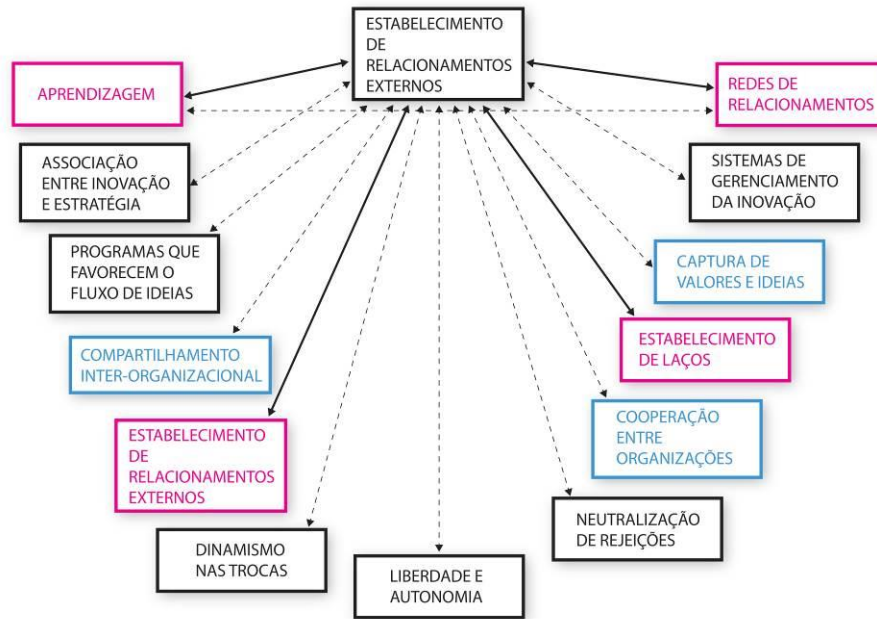 ESTABELECIMENTO
DE
RELACIONAMENTOS
EXTERNOS
APRENDIZAGEM
REDES DE
RELACIONAMENTOS
ASSOCIAÇÃO
ENTRE INOVAÇÃO
E ESTRATÉGIA
SISTEMAS DE
GERENCIAMENTO
DA INOVAÇÃO
PROGRAMAS QUE
FAVORECEM O
FLUXO DE IDEIAS
CAPTURA DE
VALORES E IDEIAS
COMPARTILHAMENTO
INTER-ORGANIZACIONAL
ESTABELECIMENTO
DE LAÇOS
ESTABELECIMENTO
DE
RELACIONAMENTOS
EXTERNOS
COOPERAÇÃO
ENTRE
ORGANIZAÇÕES
DINAMISMO
NAS TROCAS
NEUTRALIZAÇÃO
DE REJEIÇÕES
LIBERDADE E
AUTONOMIA